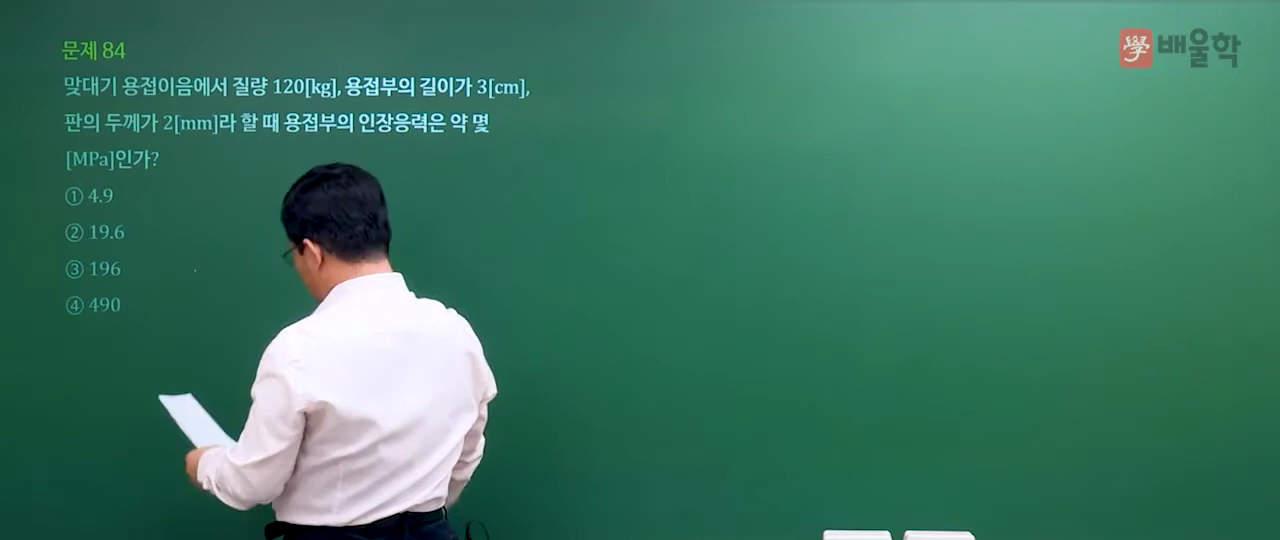 문제 84
學 배울학
맞대기 용접이음에서 질량 120[kg], 용접부의 길이가 3[cm],
판의 두께가 2[mm]라 할 때 용접부의 인장응력은 약 몇
[MPa]인가?
① 4.9
② 19.6
③ 196
④ 490